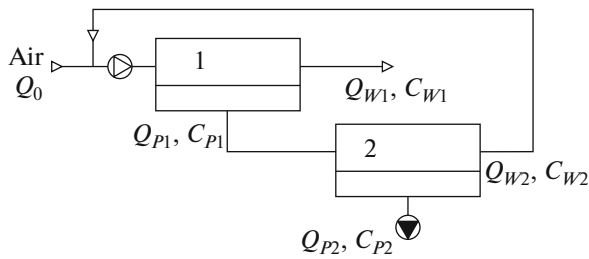 Air
Q0
1
QW1, CW1
QP1, CP1
2
QW2, CW2
QP2, CP2